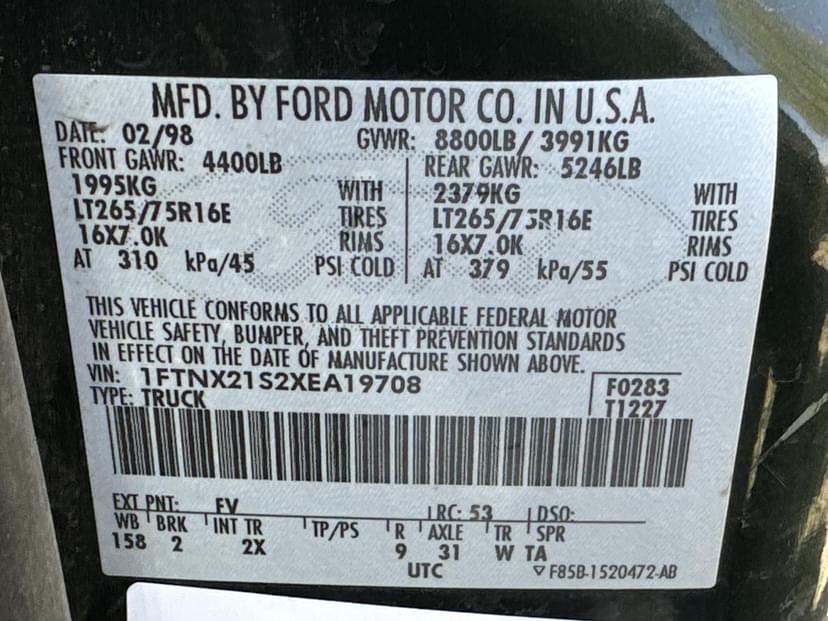 MFD. BY FORD MOTOR CO. IN U.S.A.
DATE: 02/98 GVWR: 8800LB/ 3991KG
FRONT GAWR: 4400LB REAR GAWR: 5246LB
1995KG WITH 2379KG WITH
LT265/75R16E TIRES LT265/75R16E TIRES
16X7.0K RIMS 16X7.0K RIMS
AT 310 kPa/45 PSI COLD AT 379 kPa/55 PSI COLD
THIS VEHICLE CONFORMS TO ALL APPLICABLE FEDERAL MOTOR
VEHICLE SAFETY, BUMPER, AND THEFT PREVENTION STANDARDS
IN EFFECT ON THE DATE OF MANUFACTURE SHOWN ABOVE.
VIN: 1FTNX21S2XEA19708 F0283
TYPE: TRUCK T1227
EXT PNT: FV RC: 53 DSO:
WB BRK INT TR TP/PS R AXLE TR SPR
158 2 2X 9 31 W TA
UTC F85B-1520472-AB